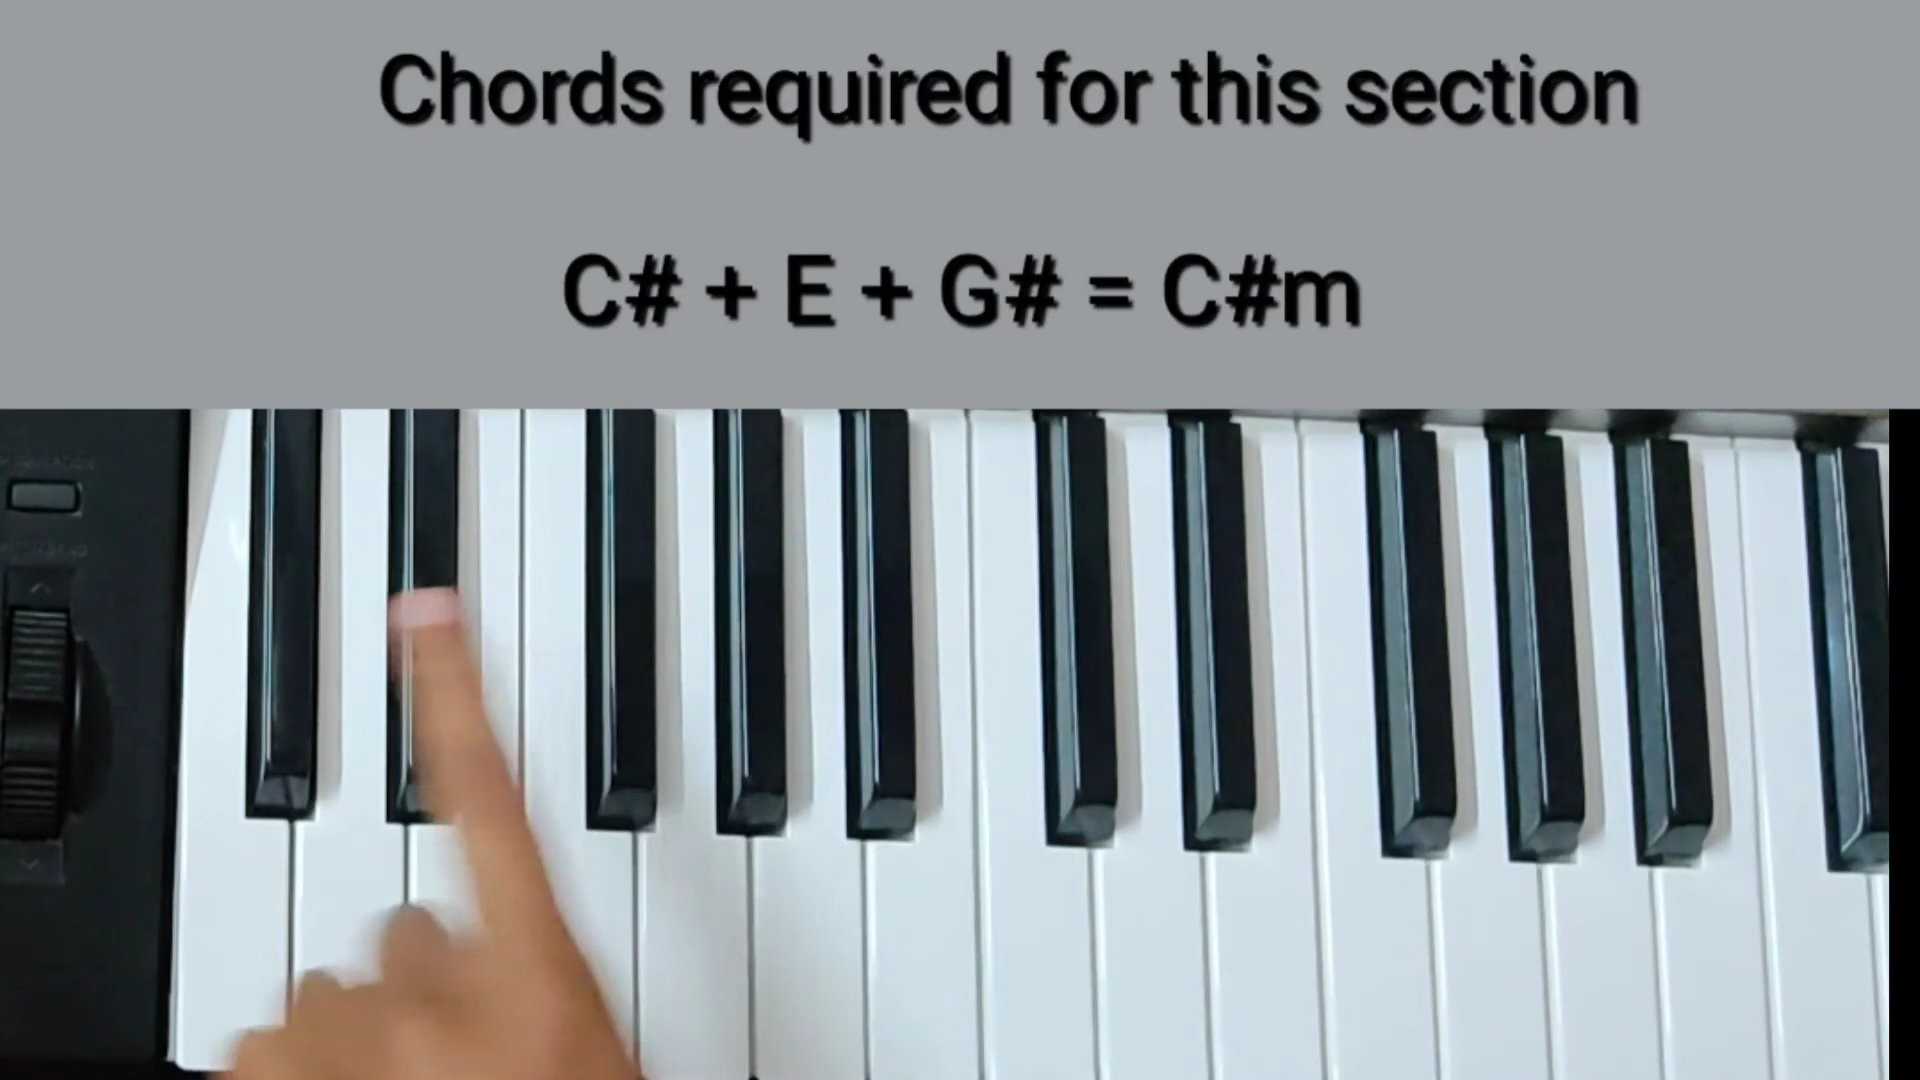 Chords required for this section
C# + E + G# = C#m